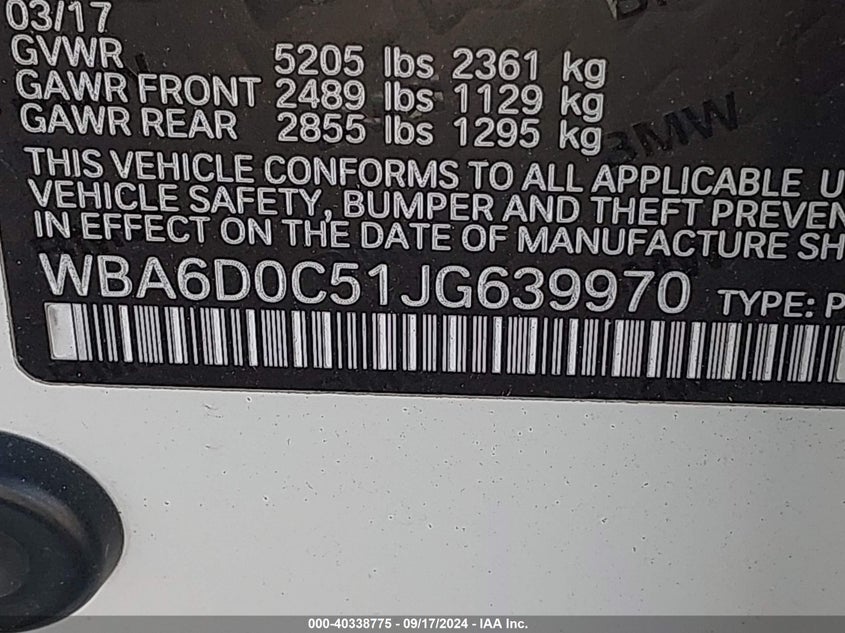 03/17
GVWR 5205 lbs 2361 kg
GAWR FRONT 2489 lbs 1129 kg
GAWR REAR 2855 lbs 1295 kg
THIS VEHICLE CONFORMS TO ALL APPLICABLE U
VEHICLE SAFETY, BUMPER AND THEFT PREVEN
IN EFFECT ON THE DATE OF MANUFACTURE SH
WBA6D0C51JG639970 TYPE: P
BMW
000-40338775 - 09/17/2024 - IAA Inc.